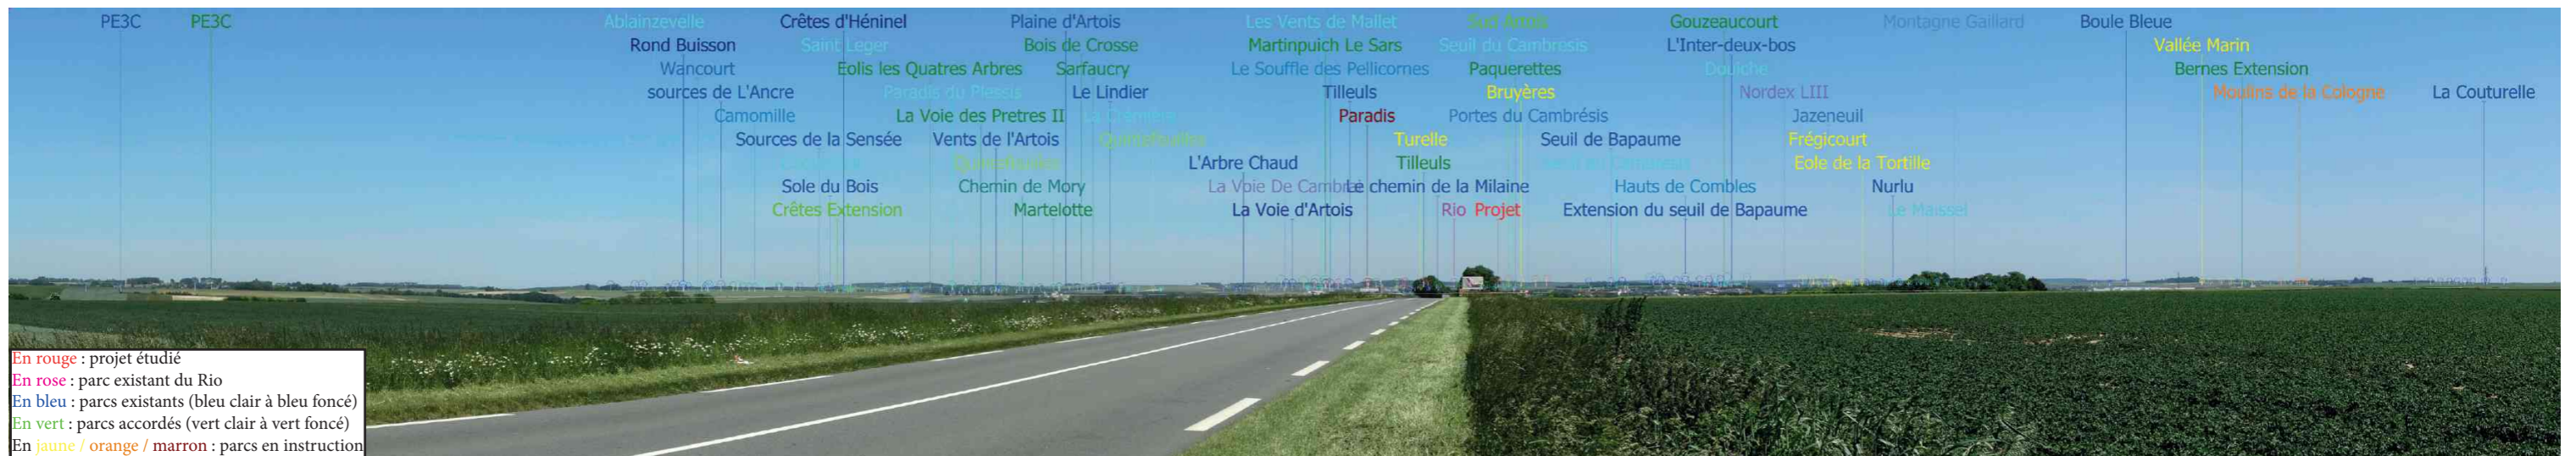 PE3C PE3C Ablainzevelle Crêtes d'Héninel Plaine d'Artois Les Vents de Mallet Sud Artois Gouzeaucourt Montagne Gaillard Boule Bleue
Rond Buisson Saint Leger Bois de Crosse Martinpuich Le Sars Seuil du Cambrésis L'Inter-deux-bos Vallée Marin
Wancourt Eolis les Quatres Arbres Sarfaucry Le Souffle des Pellicornes Paquerettes Douiche Bernes Extension
sources de L'Ancre Paradis du Plessis Le Lindier Tilleuls Bruyères Nordex LIII Moulins de la Cologne La Couturelle
Camomille La Voie des Pretres II La Crémière Paradis Portes du Cambrésis Jazeneuil
Sources de la Sensée Vents de l'Artois Quintefeuilles Turelle Seuil de Bapaume Frégicourt
L'Arbre Chaud Tilleuls Eole de la Tortille
Sole du Bois Chemin de Mory La Voie De Cambrai Le chemin de la Milaine Hauts de Combles Nurlu
Crêtes Extension Martelotte La Voie d'Artois Rio Projet Extension du seuil de Bapaume Le Maissel
En rouge : projet étudié
En rose : parc existant du Rio
En bleu : parcs existants (bleu clair à bleu foncé)
En vert : parcs accordés (vert clair à vert foncé)
En jaune / orange / marron : parcs en instruction